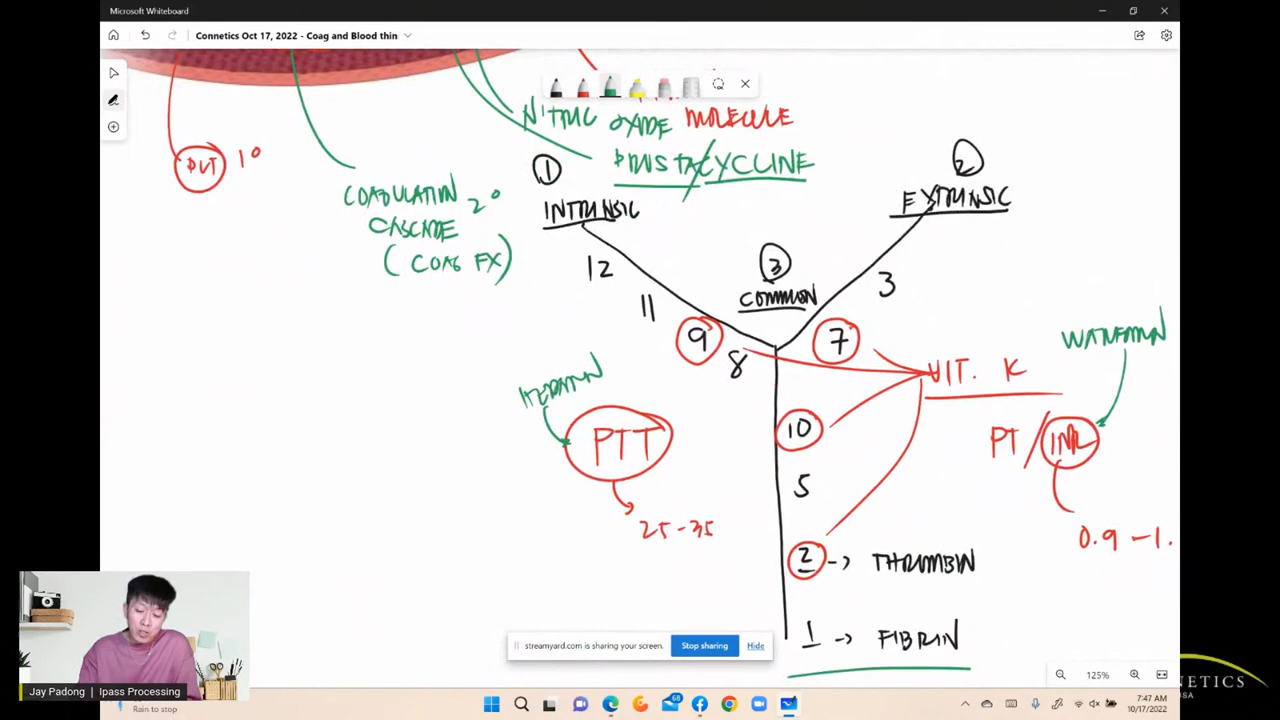 Microsoft Whiteboard
Connetics Oct 17, 2022 - Coag and Blood thin
NITRIC OXIDE MOLECULE
PLT 1°
PROSTACYCLINE
① INTRINSIC
② EXTRINSIC
COAGULATION 2°
CASCADE
(COAG FX)
12
11
③
COMMON
3
9
8
7
HEPARIN
WARFARIN
VIT. K
PTT
10
PT / INR
5
25-35
0.9 - 1.
2 -> THROMBIN
1 -> FIBRIN
streamyard.com is sharing your screen.
Stop sharing
Hide
125%
Jay Padong | Ipass Processing
Rain to stop
68
NETICS
USA
7:47 AM
10/17/2022